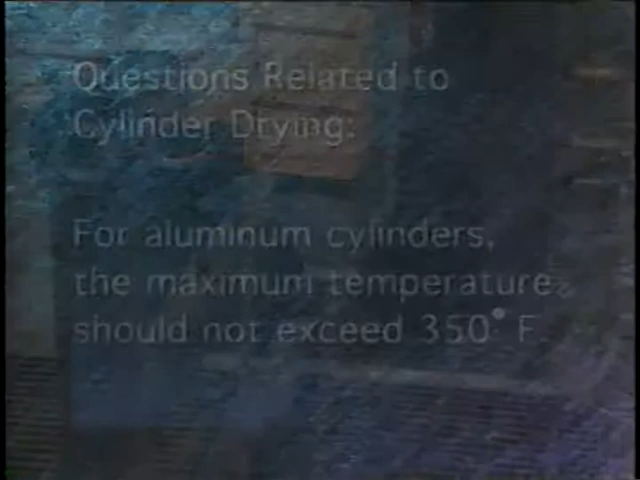 Questions Related to
Cylinder Drying:
For aluminum cylinders,
the maximum temperature
should not exceed 350° F.